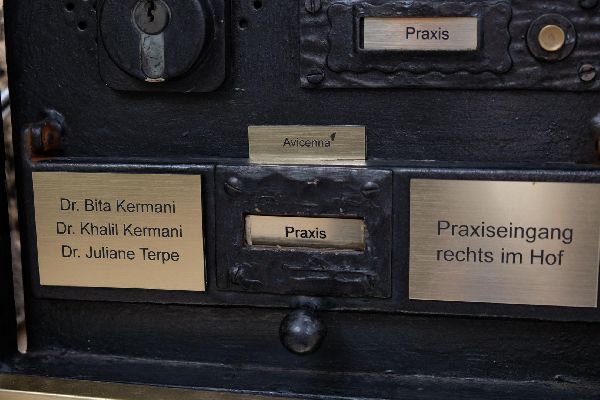 Praxis
Avicenna
Dr. Bita Kermani
Dr. Khalil Kermani
Dr. Juliane Terpe
Praxis
Praxiseingang
rechts im Hof